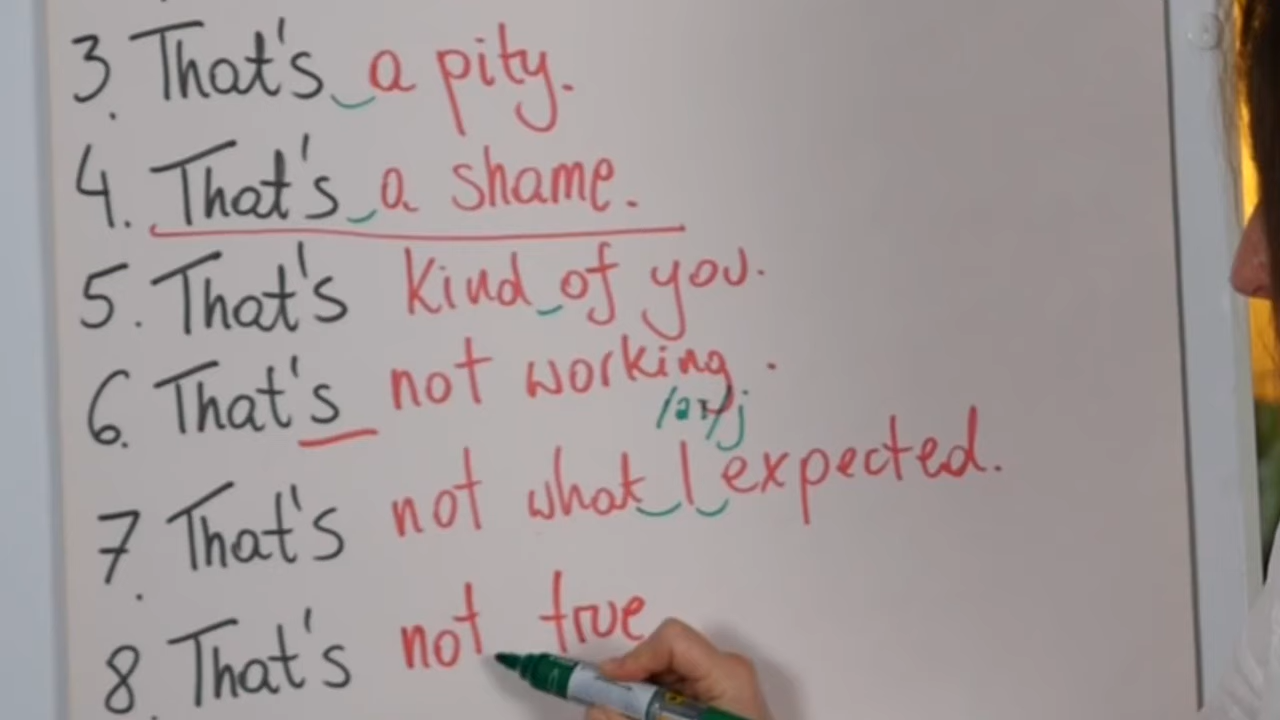 3. That's a pity.
4. That's a shame.
5. That's kind of you.
6. That's not working.
/aɪ/j
7. That's not what I expected.
8. That's not true